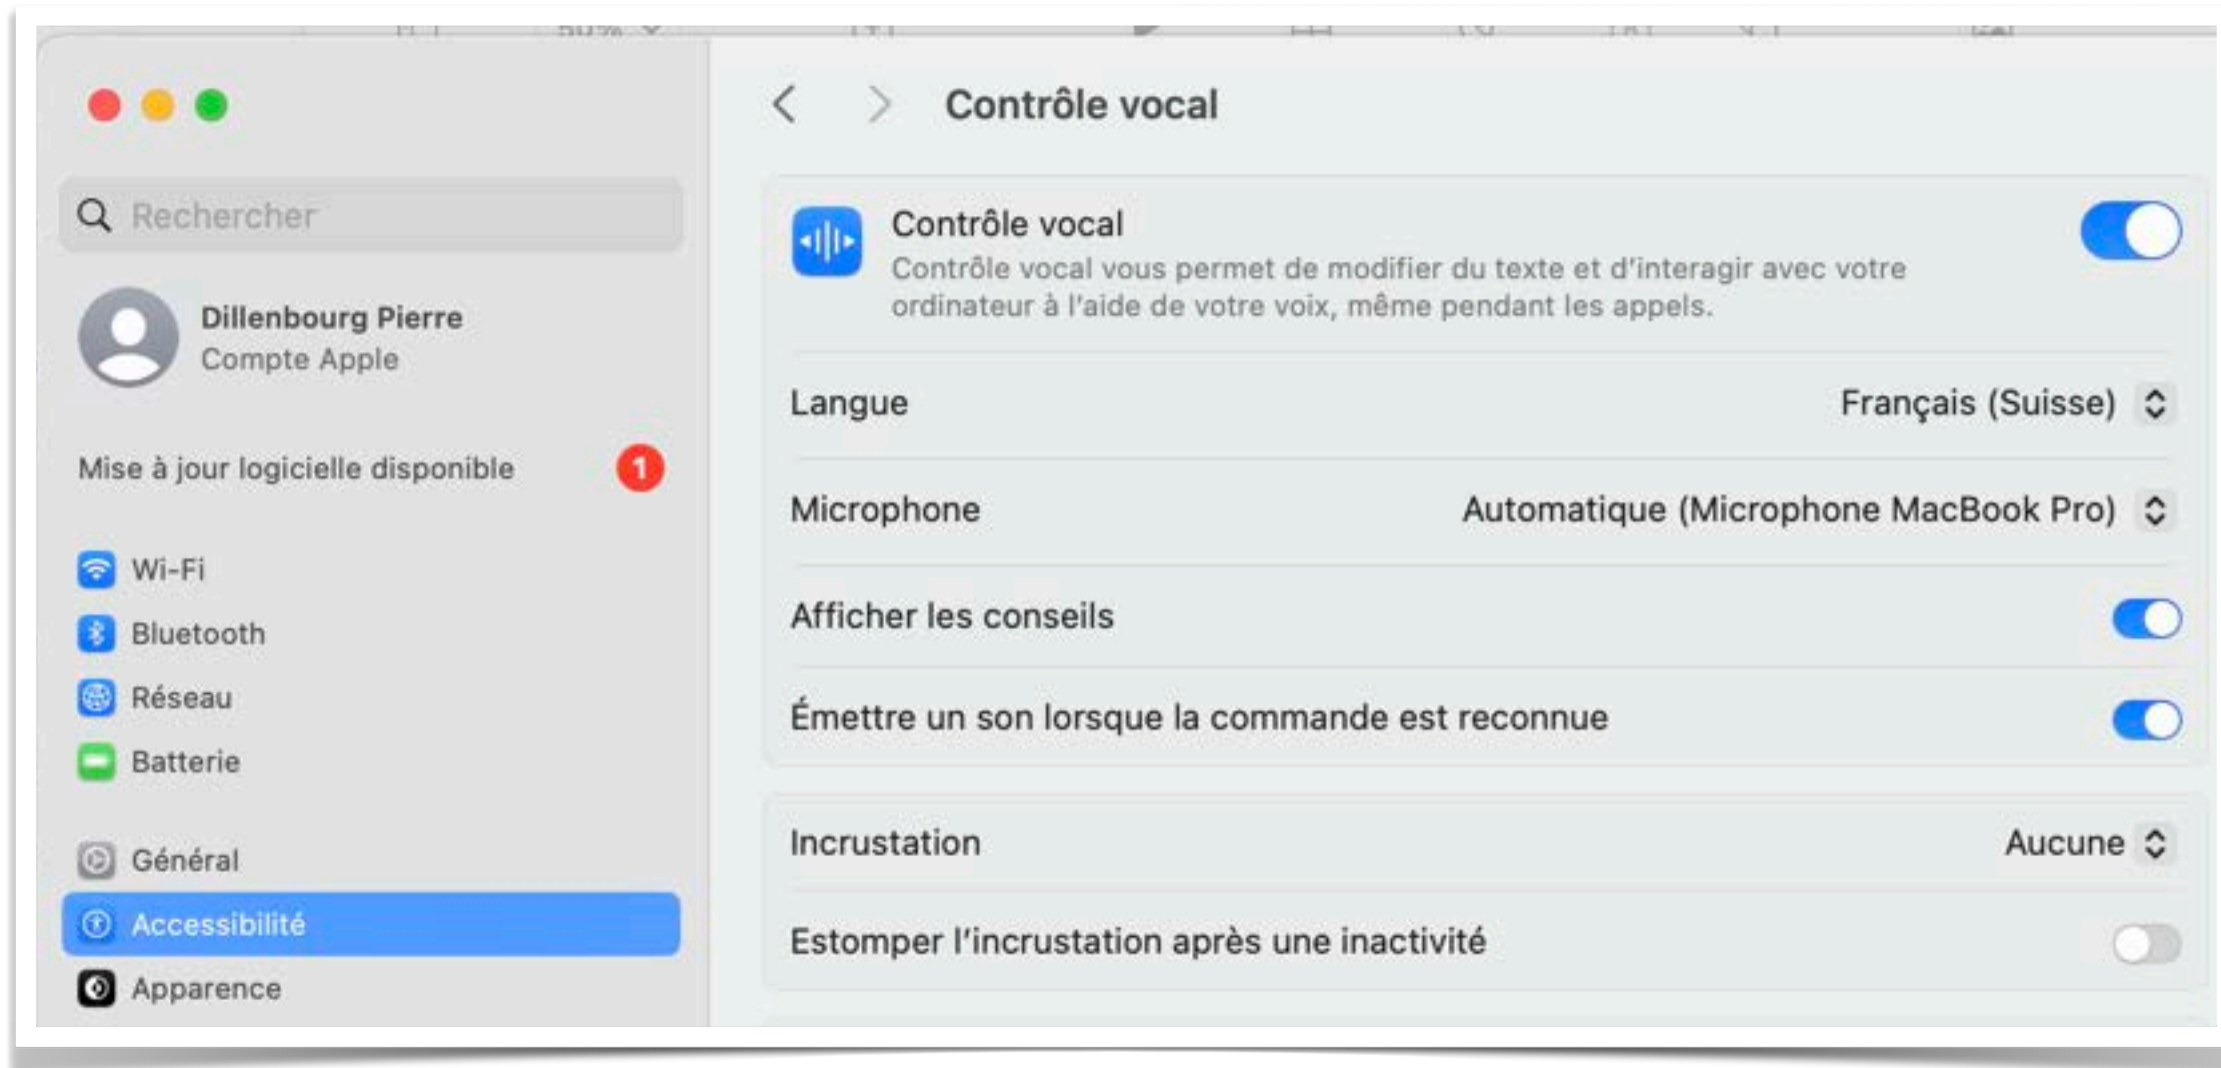 50%
Contrôle vocal
Rechercher
Dillenbourg Pierre
Compte Apple
Mise à jour logicielle disponible 1
Wi-Fi
Bluetooth
Réseau
Batterie
Général
Accessibilité
Apparence
Contrôle vocal
Contrôle vocal vous permet de modifier du texte et d'interagir avec votre
ordinateur à l'aide de votre voix, même pendant les appels.
Langue Français (Suisse)
Microphone Automatique (Microphone MacBook Pro)
Afficher les conseils
Émettre un son lorsque la commande est reconnue
Incrustation Aucune
Estomper l'incrustation après une inactivité